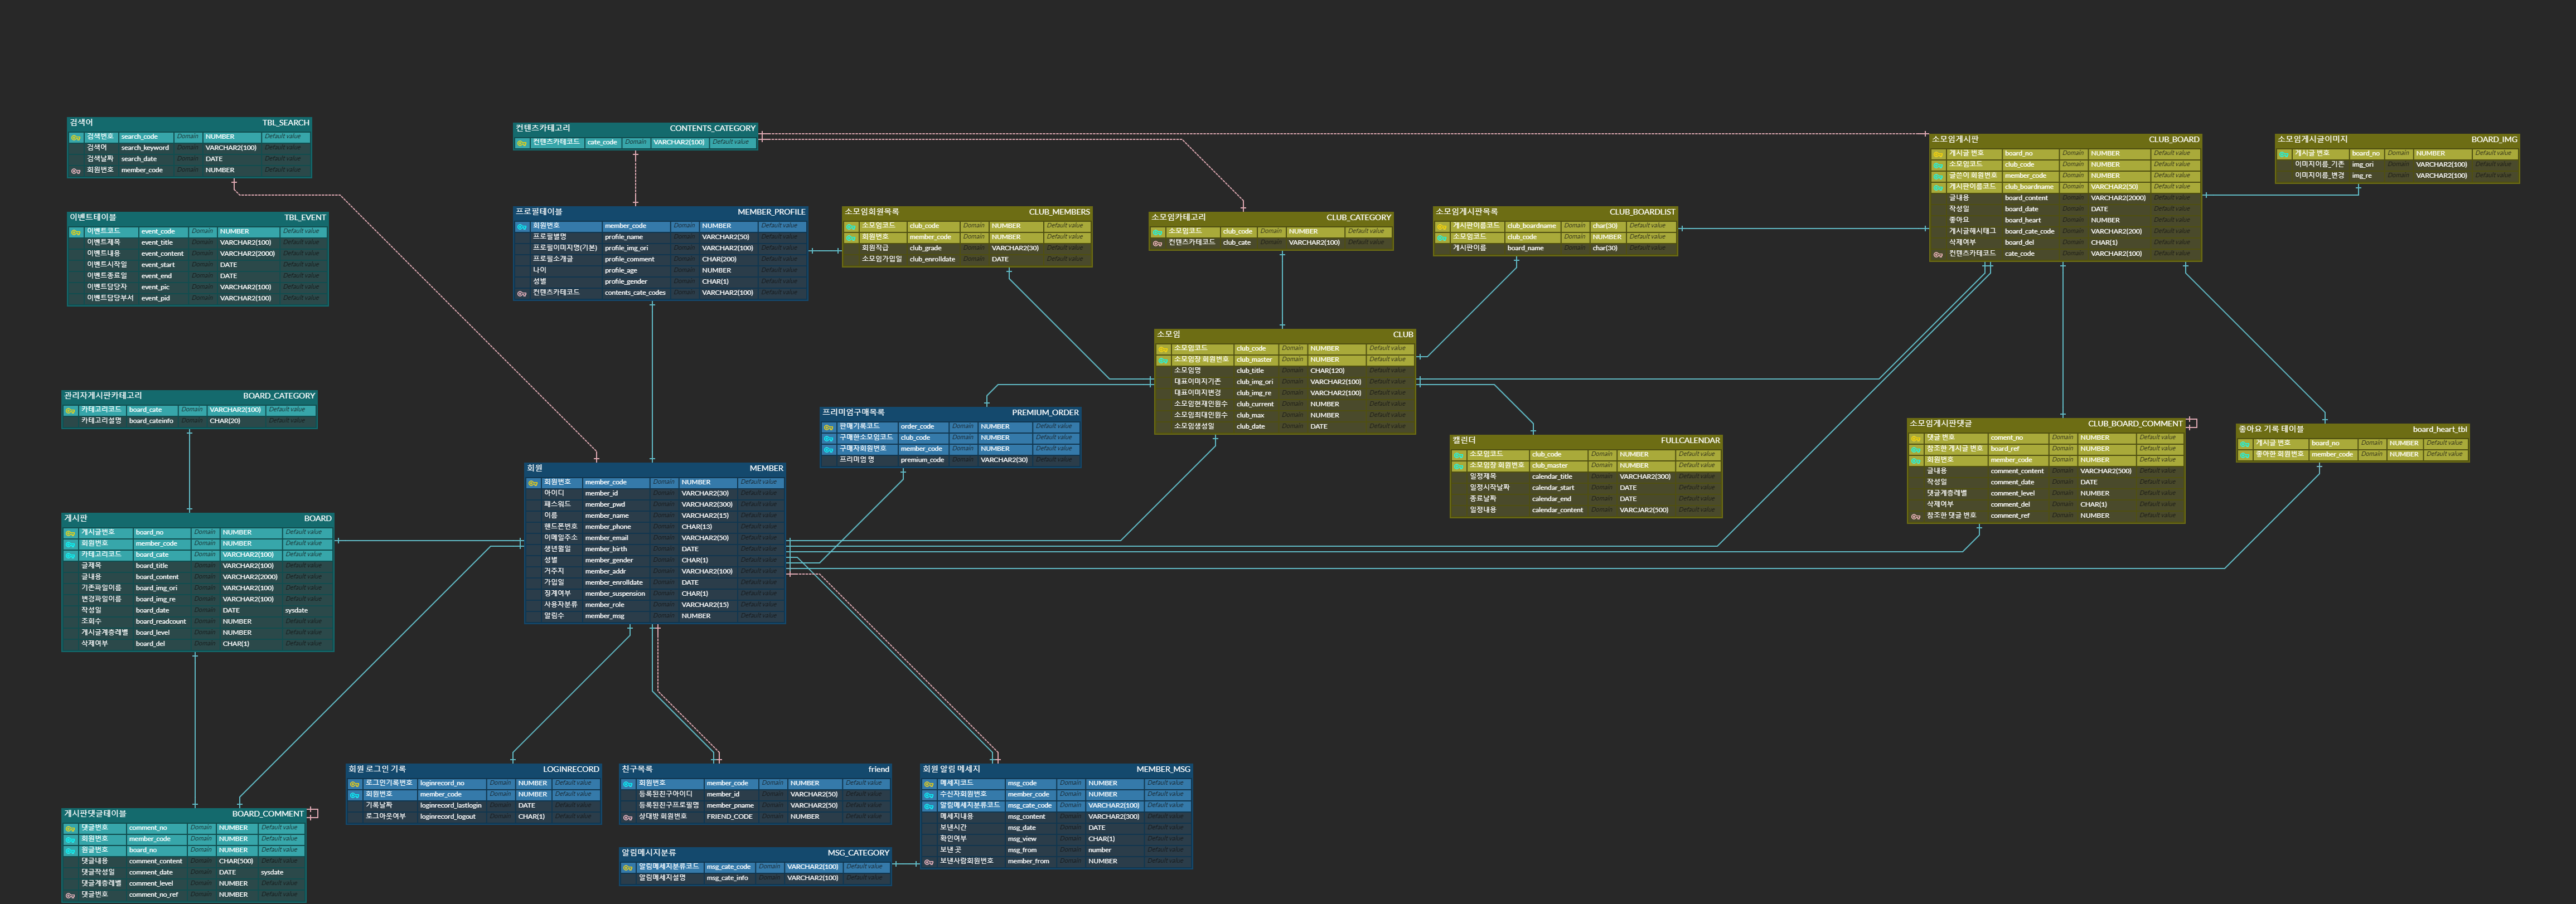 검색어 TBL_SEARCH
검색번호 search_code Domain NUMBER Default value
검색어 search_keyword Domain VARCHAR2(100) Default value
검색날짜 search_date Domain DATE Default value
회원번호 member_code Domain NUMBER Default value
이벤트테이블 TBL_EVENT
이벤트코드 event_code Domain NUMBER Default value
이벤트제목 event_title Domain VARCHAR2(100) Default value
이벤트내용 event_content Domain VARCHAR2(2000) Default value
이벤트시작일 event_start Domain DATE Default value
이벤트종료일 event_end Domain DATE Default value
이벤트담당자 event_pic Domain VARCHAR2(100) Default value
이벤트담당부서 event_pid Domain VARCHAR2(100) Default value
관리자게시판카테고리 BOARD_CATEGORY
카테고리코드 board_cate Domain VARCHAR2(100) Default value
카테고리설명 board_cateinfo Domain CHAR(20) Default value
게시판 BOARD
게시글번호 board_no Domain NUMBER Default value
회원번호 member_code Domain NUMBER Default value
카테고리코드 board_cate Domain VARCHAR2(100) Default value
글제목 board_title Domain VARCHAR2(100) Default value
글내용 board_content Domain VARCHAR2(2000) Default value
기존파일이름 board_img_ori Domain VARCHAR2(100) Default value
변경파일이름 board_img_re Domain VARCHAR2(100) Default value
작성일 board_date Domain DATE sysdate
조회수 board_readcount Domain NUMBER Default value
게시글계층레벨 board_level Domain NUMBER Default value
삭제여부 board_del Domain CHAR(1) Default value
게시판댓글테이블 BOARD_COMMENT
댓글번호 comment_no Domain NUMBER Default value
회원번호 member_code Domain NUMBER Default value
원글번호 board_no Domain NUMBER Default value
댓글내용 comment_content Domain CHAR(500) Default value
댓글작성일 comment_date Domain DATE sysdate
댓글계층레벨 comment_level Domain NUMBER Default value
댓글번호 comment_no_ref Domain NUMBER Default value
컨텐츠카테고리 CONTENTS_CATEGORY
컨텐츠카테코드 cate_code Domain VARCHAR2(100) Default value
프로필테이블 MEMBER_PROFILE
회원번호 member_code Domain NUMBER Default value
프로필별명 profile_name Domain VARCHAR2(50) Default value
프로필이미지명(기본) profile_img_ori Domain VARCHAR2(100) Default value
프로필소개글 profile_comment Domain CHAR(200) Default value
나이 profile_age Domain NUMBER Default value
성별 profile_gender Domain CHAR(1) Default value
컨텐츠카테코드 contents_cate_codes Domain VARCHAR2(100) Default value
회원 MEMBER
회원번호 member_code Domain NUMBER Default value
아이디 member_id Domain VARCHAR2(30) Default value
패스워드 member_pwd Domain VARCHAR2(300) Default value
이름 member_name Domain VARCHAR2(15) Default value
핸드폰번호 member_phone Domain CHAR(13) Default value
이메일주소 member_email Domain VARCHAR2(50) Default value
생년월일 member_birth Domain DATE Default value
성별 member_gender Domain CHAR(1) Default value
거주지 member_addr Domain VARCHAR2(100) Default value
가입일 member_enrolldate Domain DATE Default value
징계여부 member_suspension Domain CHAR(1) Default value
사용자분류 member_role Domain VARCHAR2(15) Default value
알림수 member_msg Domain NUMBER Default value
회원 로그인 기록 LOGINRECORD
로그인기록번호 loginrecord_no Domain NUMBER Default value
회원번호 member_code Domain NUMBER Default value
기록날짜 loginrecord_lastlogin Domain DATE Default value
로그아웃여부 loginrecord_logout Domain CHAR(1) Default value
친구목록 friend
회원번호 member_code Domain NUMBER Default value
등록된친구아이디 member_id Domain VARCHAR2(50) Default value
등록된친구프로필명 member_pname Domain VARCHAR2(50) Default value
상대방 회원번호 FRIEND_CODE Domain NUMBER Default value
알림메시지분류 MSG_CATEGORY
알림메세지분류코드 msg_cate_code Domain VARCHAR2(100) Default value
알림메세지설명 msg_cate_info Domain VARCHAR2(100) Default value
회원 알림 메세지 MEMBER_MSG
메세지코드 msg_code Domain NUMBER Default value
수신자회원번호 member_code Domain NUMBER Default value
알림메세지분류코드 msg_cate_code Domain VARCHAR2(100) Default value
메세지내용 msg_content Domain VARCHAR2(300) Default value
보낸시간 msg_date Domain DATE Default value
확인여부 msg_view Domain CHAR(1) Default value
보낸 곳 msg_from Domain number Default value
보낸사람회원번호 member_from Domain NUMBER Default value
소모임회원목록 CLUB_MEMBERS
소모임코드 club_code Domain NUMBER Default value
회원번호 member_code Domain NUMBER Default value
회원직급 club_grade Domain VARCHAR2(30) Default value
소모임가입일 club_enrolldate Domain DATE Default value
프리미엄구매목록 PREMIUM_ORDER
판매기록코드 order_code Domain NUMBER Default value
구매한소모임코드 club_code Domain NUMBER Default value
구매자회원번호 member_code Domain NUMBER Default value
프리미엄 명 premium_code Domain VARCHAR2(30) Default value
소모임카테고리 CLUB_CATEGORY
소모임코드 club_code Domain NUMBER Default value
컨텐츠카테코드 club_cate Domain VARCHAR2(100) Default value
소모임 CLUB
소모임코드 club_code Domain NUMBER Default value
소모임장 회원번호 club_master Domain NUMBER Default value
소모임명 club_title Domain CHAR(120) Default value
대표이미지기존 club_img_ori Domain VARCHAR2(100) Default value
대표이미지변경 club_img_re Domain VARCHAR2(100) Default value
소모임현재인원수 club_current Domain NUMBER Default value
소모임최대인원수 club_max Domain NUMBER Default value
소모임생성일 club_date Domain DATE Default value
소모임게시판목록 CLUB_BOARDLIST
게시판이름코드 club_boardname Domain char(30) Default value
소모임코드 club_code Domain NUMBER Default value
게시판이름 board_name Domain char(30) Default value
캘린더 FULLCALENDAR
소모임코드 club_code Domain NUMBER Default value
소모임장 회원번호 club_master Domain NUMBER Default value
일정제목 calendar_title Domain VARCHAR2(300) Default value
일정시작날짜 calendar_start Domain DATE Default value
종료날짜 calendar_end Domain DATE Default value
일정내용 calendar_content Domain VARCJAR2(500) Default value
소모임게시판 CLUB_BOARD
게시글 번호 board_no Domain NUMBER Default value
소모임코드 club_code Domain NUMBER Default value
글쓴이 회원번호 member_code Domain NUMBER Default value
게시판이름코드 club_boardname Domain VARCHAR2(50) Default value
글내용 board_content Domain VARCHAR2(2000) Default value
작성일 board_date Domain DATE Default value
좋아요 board_heart Domain NUMBER Default value
게시글해시태그 board_cate_code Domain VARCHAR2(200) Default value
삭제여부 board_del Domain CHAR(1) Default value
컨텐츠카테코드 cate_code Domain VARCHAR2(100) Default value
소모임게시글이미지 BOARD_IMG
게시글 번호 board_no Domain NUMBER Default value
이미지이름_기존 img_ori Domain VARCHAR2(100) Default value
이미지이름_변경 img_re Domain VARCHAR2(100) Default value
소모임게시판댓글 CLUB_BOARD_COMMENT
댓글 번호 coment_no Domain NUMBER Default value
참조한 게시글 번호 board_ref Domain NUMBER Default value
회원번호 member_code Domain NUMBER Default value
글내용 comment_content Domain VARCHAR2(500) Default value
작성일 comment_date Domain DATE Default value
댓글계층레벨 comment_level Domain NUMBER Default value
삭제여부 comment_del Domain CHAR(1) Default value
참조한 댓글 번호 comment_ref Domain NUMBER Default value
좋아요 기록 테이블 board_heart_tbl
게시글 번호 board_no Domain NUMBER Default value
좋아한 회원번호 member_code Domain NUMBER Default value